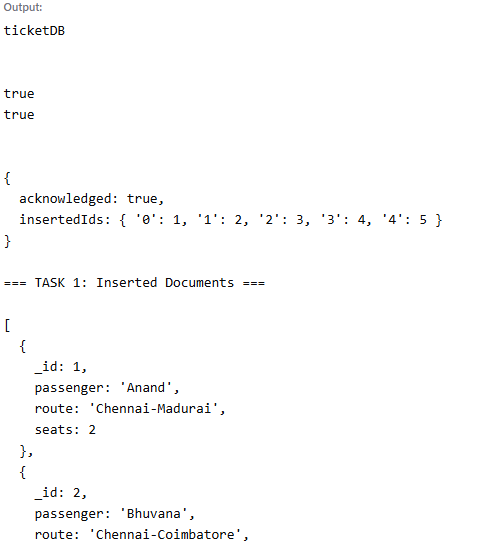 Output:
ticketDB
true
true
{
  acknowledged: true,
  insertedIds: { '0': 1, '1': 2, '2': 3, '3': 4, '4': 5 }
}
=== TASK 1: Inserted Documents ===
[
  {
    _id: 1,
    passenger: 'Anand',
    route: 'Chennai-Madurai',
    seats: 2
  },
  {
    _id: 2,
    passenger: 'Bhuvana',
    route: 'Chennai-Coimbatore',